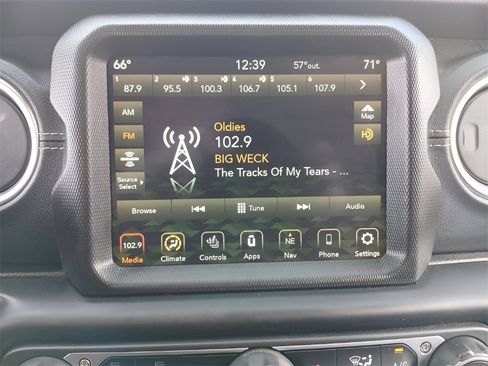 66° 12:39 57°out. 71°
1 2 3 4 5 6
87.9 95.5 100.3 106.7 105.1 107.9
AM
Map
FM
Oldies
102.9
BIG WECK
The Tracks Of My Tears - ...
Source
Select
Browse Tune Audio
102.9 NE
Media Climate Controls Apps Nav Phone Settings
A/C